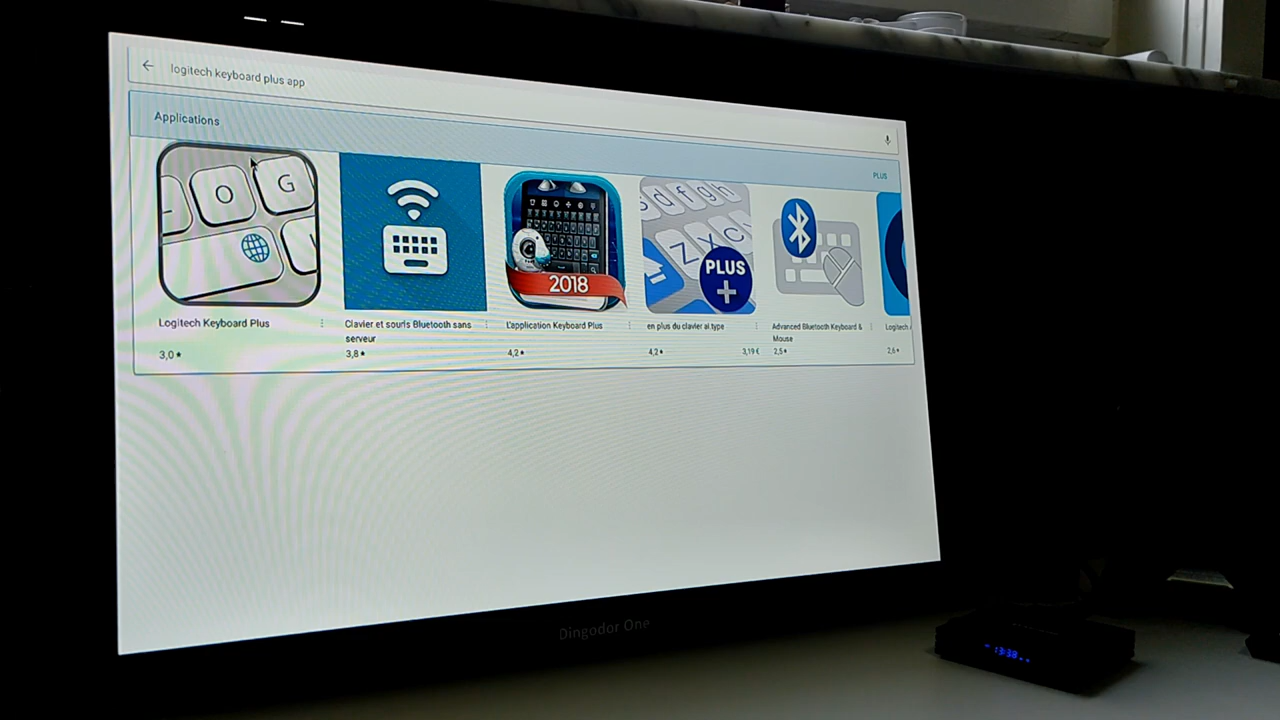 logitech keyboard plus app
Applications
PLUS
O G
d f g h
Z X C
PLUS
+
2018
Logitech Keyboard Plus
3,0★
Clavier et souris Bluetooth sans
serveur
3,8★
L'application Keyboard Plus
4,2★
en plus du clavier ai.type
4,2★ 3,19 €
Advanced Bluetooth Keyboard &
Mouse
2,5★
Logitech
2,6★
Dingodor One
13:38